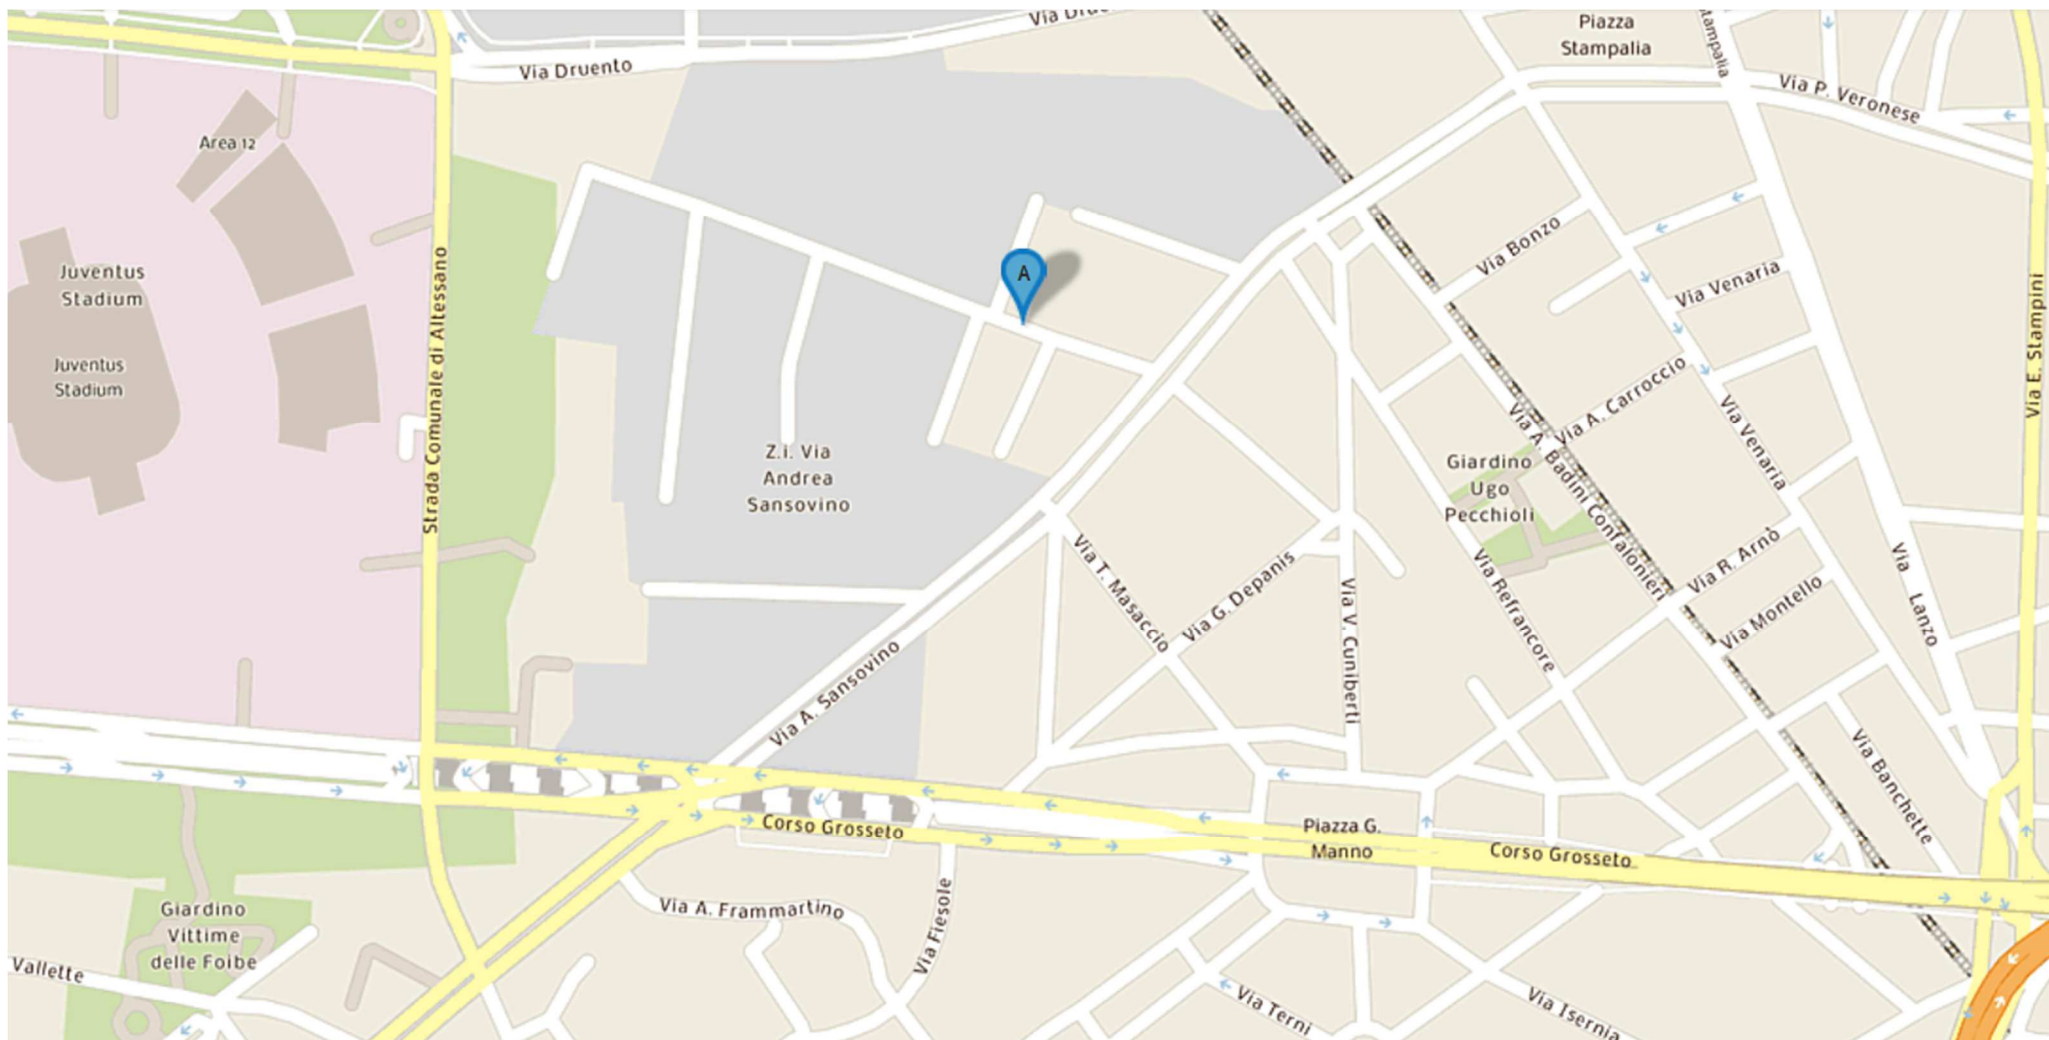 Via Druento
Piazza
Stampalia
Via P. Veronese
Area 12
Juventus
Stadium
Juventus
Stadium
Strada Comunale di Altessano
A
Via Bonzo
Via Venaria
Via E. Stampini
Via A. Carroccio
Via Venaria
Z.i. Via
Andrea
Sansovino
Giardino
Ugo
Pecchioli
Via A. Badini Confalonieri
Via T. Masaccio
Via G. Depanis
Via V. Cuniberti
Via Refrancore
Via R. Arnò
Via Montello
Via Lanzo
Via A. Sansovino
Via Banchette
Corso Grosseto
Piazza G.
Manno
Corso Grosseto
Via A. Frammartino
Via Fiesole
Giardino
Vittime
delle Foibe
Vallette
Via Terni
Via Isernia